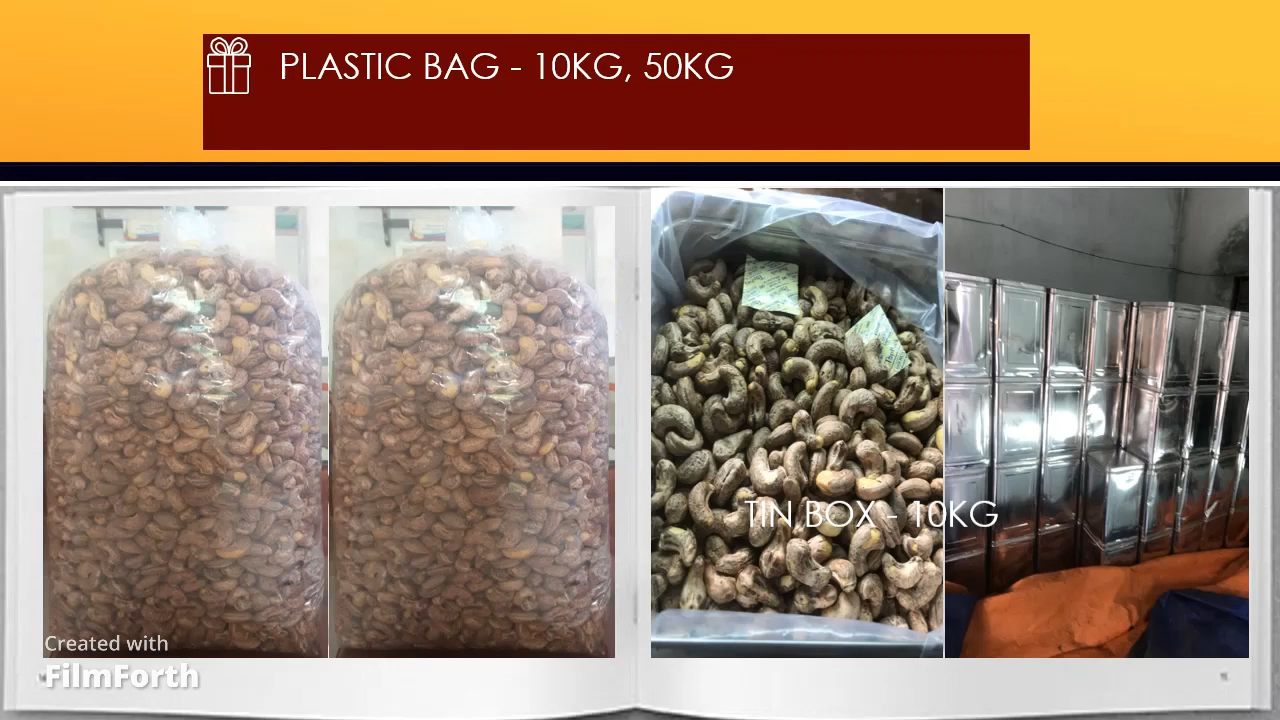 PLASTIC BAG - 10KG, 50KG
TIN BOX - 10KG
Created with
FilmForth